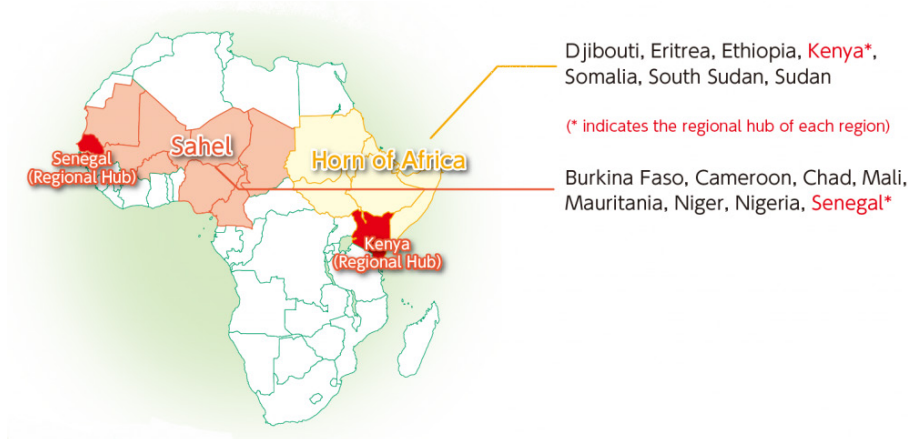 Djibouti, Eritrea, Ethiopia, Kenya*,
Somalia, South Sudan, Sudan
(* indicates the regional hub of each region)
Sahel
Senegal
(Regional Hub)
Horn of Africa
Burkina Faso, Cameroon, Chad, Mali,
Mauritania, Niger, Nigeria, Senegal*
Kenya
(Regional Hub)